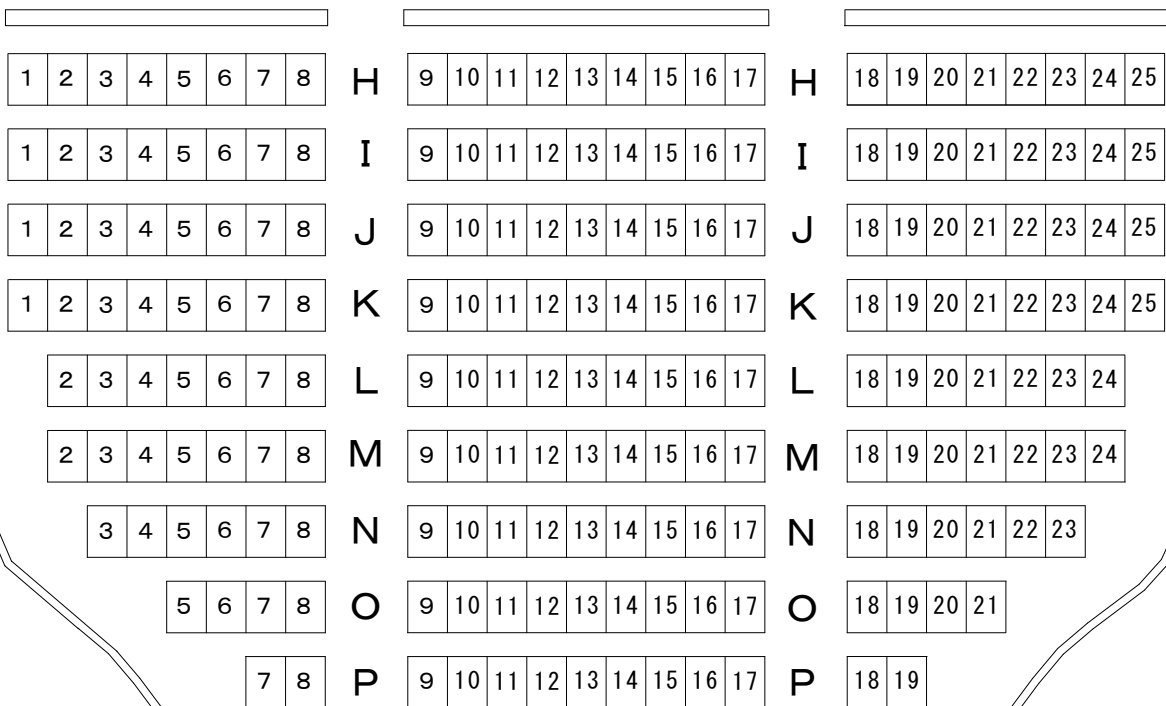 1 2 3 4 5 6 7 8 H 9 10 11 12 13 14 15 16 17 H 18 19 20 21 22 23 24 25
1 2 3 4 5 6 7 8 I 9 10 11 12 13 14 15 16 17 I 18 19 20 21 22 23 24 25
1 2 3 4 5 6 7 8 J 9 10 11 12 13 14 15 16 17 J 18 19 20 21 22 23 24 25
1 2 3 4 5 6 7 8 K 9 10 11 12 13 14 15 16 17 K 18 19 20 21 22 23 24 25
2 3 4 5 6 7 8 L 9 10 11 12 13 14 15 16 17 L 18 19 20 21 22 23 24
2 3 4 5 6 7 8 M 9 10 11 12 13 14 15 16 17 M 18 19 20 21 22 23 24
3 4 5 6 7 8 N 9 10 11 12 13 14 15 16 17 N 18 19 20 21 22 23
5 6 7 8 O 9 10 11 12 13 14 15 16 17 O 18 19 20 21
7 8 P 9 10 11 12 13 14 15 16 17 P 18 19